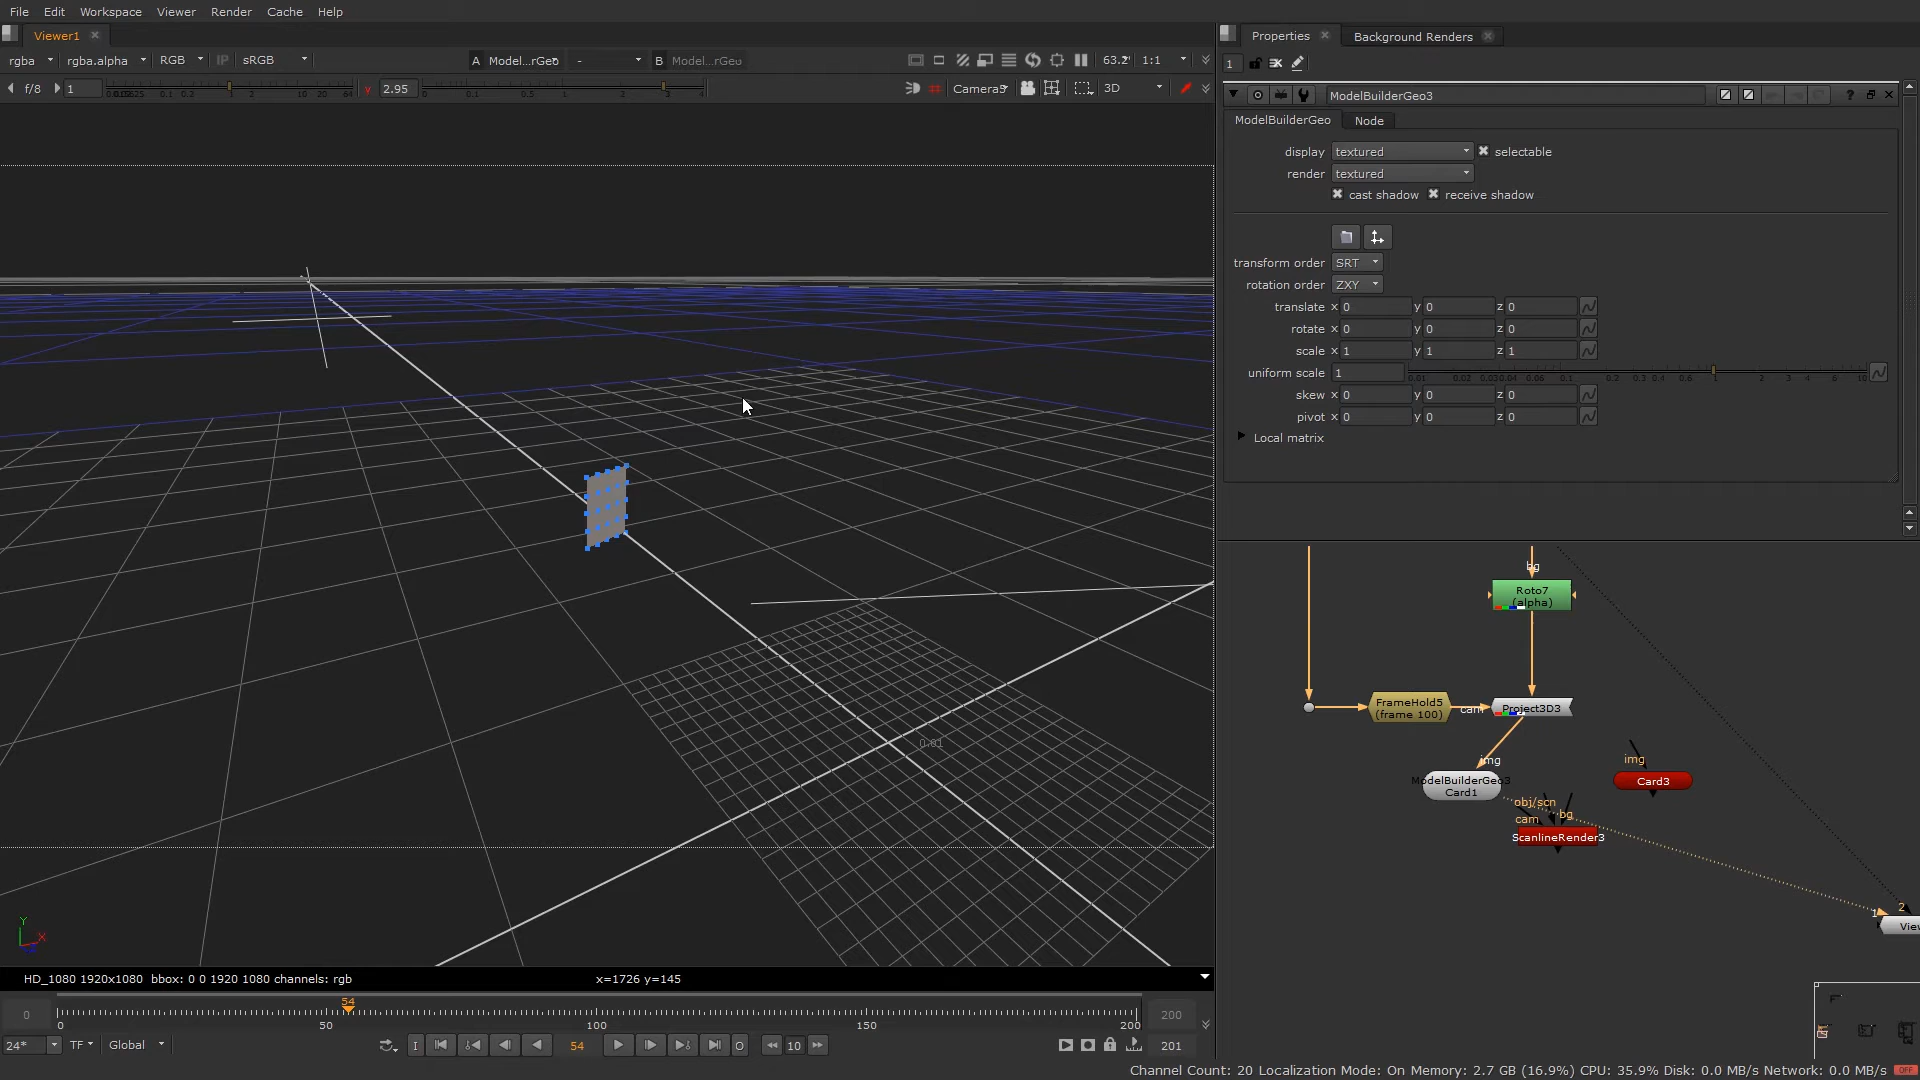 File Edit Workspace Viewer Render Cache Help
Viewer1
rgba rgba.alpha RGB IP sRGB A Model...rGeo - B Model...rGeo 1:1
f/8 1 Y 2.95 3D
HD_1080 1920x1080 bbox: 0 0 1920 1080 channels: rgb x=1726 y=145
0.01
Y
X
54
0 0 50 100 150 200 200
24* TF Global I 54 O 10 201
Properties Background Renders
1
ModelBuilderGeo3 ?
ModelBuilderGeo Node
display textured selectable
render textured
cast shadow receive shadow
transform order SRT
rotation order ZXY
translate x 0 y 0 z 0
rotate x 0 y 0 z 0
scale x 1 y 1 z 1
uniform scale 1
skew x 0 y 0 z 0
pivot x 0 y 0 z 0
Local matrix
bg
Roto7
(alpha)
FrameHold5
(frame 100)
cam
Project3D3
img
ModelBuilderGeo3
Card1
img
Card3
obj/scn
cam
bg
ScanlineRender3
1 2
View
Channel Count: 20 Localization Mode: On Memory: 2.7 GB (16.9%) CPU: 35.9% Disk: 0.0 MB/s Network: 0.0 MB/s OFF